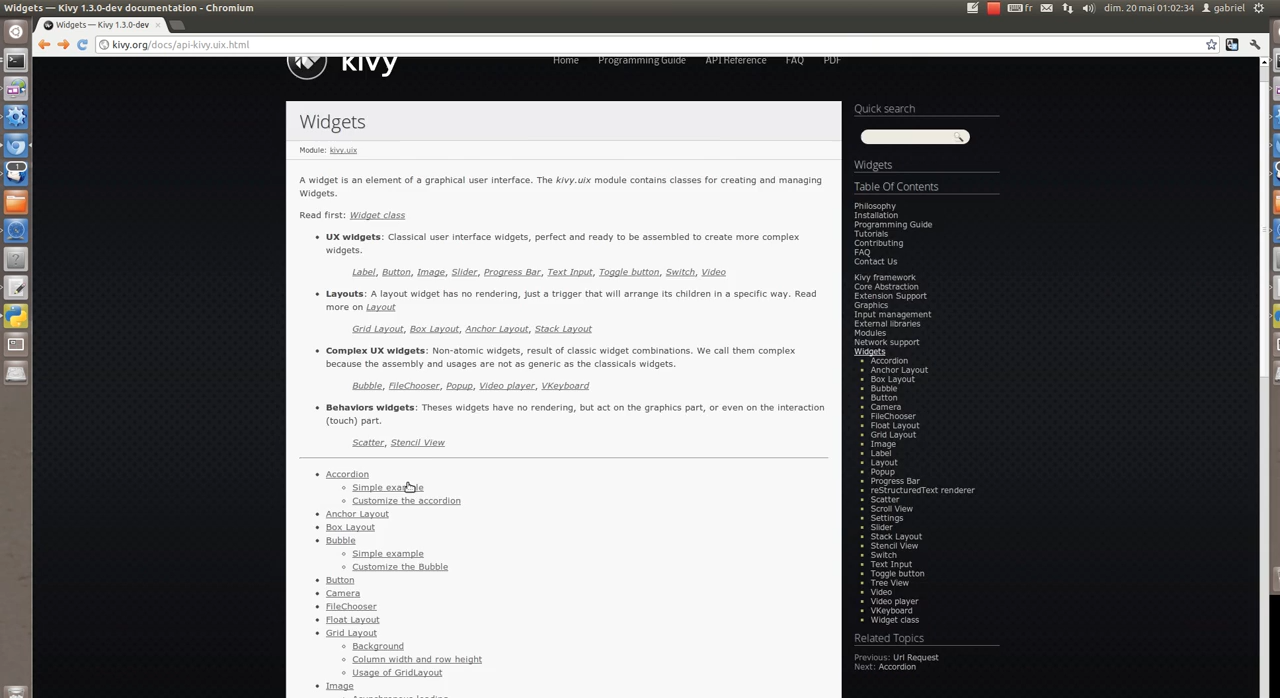 Widgets — Kivy 1.3.0-dev documentation - Chromium
fr
dim. 20 mai 01:02:34
gabriel
Widgets — Kivy 1.3.0-dev
kivy.org/docs/api-kivy.uix.html
kivy
Home Programming Guide API Reference FAQ PDF
Widgets
Module: kivy.uix
A widget is an element of a graphical user interface. The kivy.uix module contains classes for creating and managing
Widgets.
Read first: Widget class
• UX widgets: Classical user interface widgets, perfect and ready to be assembled to create more complex
widgets.
Label, Button, Image, Slider, Progress Bar, Text Input, Toggle button, Switch, Video
• Layouts: A layout widget has no rendering, just a trigger that will arrange its children in a specific way. Read
more on Layout
Grid Layout, Box Layout, Anchor Layout, Stack Layout
• Complex UX widgets: Non-atomic widgets, result of classic widget combinations. We call them complex
because the assembly and usages are not as generic as the classicals widgets.
Bubble, FileChooser, Popup, Video player, VKeyboard
• Behaviors widgets: Theses widgets have no rendering, but act on the graphics part, or even on the interaction
(touch) part.
Scatter, Stencil View
• Accordion
◦ Simple example
◦ Customize the accordion
• Anchor Layout
• Box Layout
• Bubble
◦ Simple example
◦ Customize the Bubble
• Button
• Camera
• FileChooser
• Float Layout
• Grid Layout
◦ Background
◦ Column width and row height
◦ Usage of GridLayout
• Image
Quick search
Widgets
Table Of Contents
Philosophy
Installation
Programming Guide
Tutorials
Contributing
FAQ
Contact Us
Kivy framework
Core Abstraction
Extension Support
Graphics
Input management
External libraries
Modules
Network support
Widgets
• Accordion
• Anchor Layout
• Box Layout
• Bubble
• Button
• Camera
• FileChooser
• Float Layout
• Grid Layout
• Image
• Label
• Layout
• Popup
• Progress Bar
• reStructuredText renderer
• Scatter
• Scroll View
• Settings
• Slider
• Stack Layout
• Stencil View
• Switch
• Text Input
• Toggle button
• Tree View
• Video
• Video player
• VKeyboard
• Widget class
Related Topics
Previous: Url Request
Next: Accordion